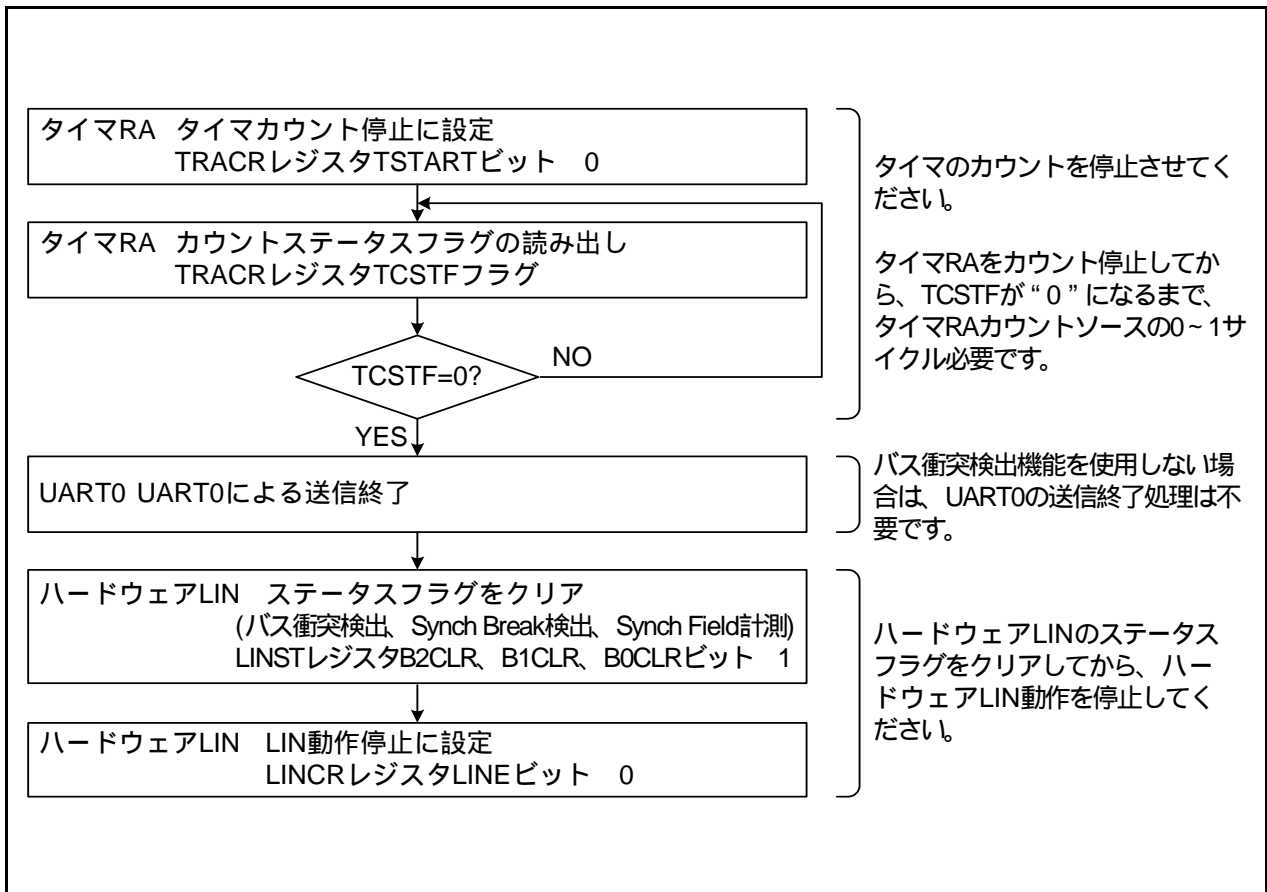 タイマRA タイマカウント停止に設定
TRACRレジスタTSTARTビット 0
タイマRA カウントステータスフラグの読み出し
TRACRレジスタTCSTFフラグ
TCSTF=0?
NO
YES
UART0 UART0による送信終了
ハードウェアLIN ステータスフラグをクリア
(バス衝突検出、Synch Break検出、Synch Field計測)
LINSTレジスタB2CLR、B1CLR、B0CLRビット 1
ハードウェアLIN LIN動作停止に設定
LINCRレジスタLINEビット 0
タイマのカウントを停止させてく
ださい。
タイマRAをカウント停止してか
ら、TCSTFが“0”になるまで、
タイマRAカウントソースの0~1サ
イクル必要です。
バス衝突検出機能を使用しない場
合は、UART0の送信終了処理は不
要です。
ハードウェアLINのステータス
フラグをクリアしてから、ハー
ドウェアLIN動作を停止してく
ださい。